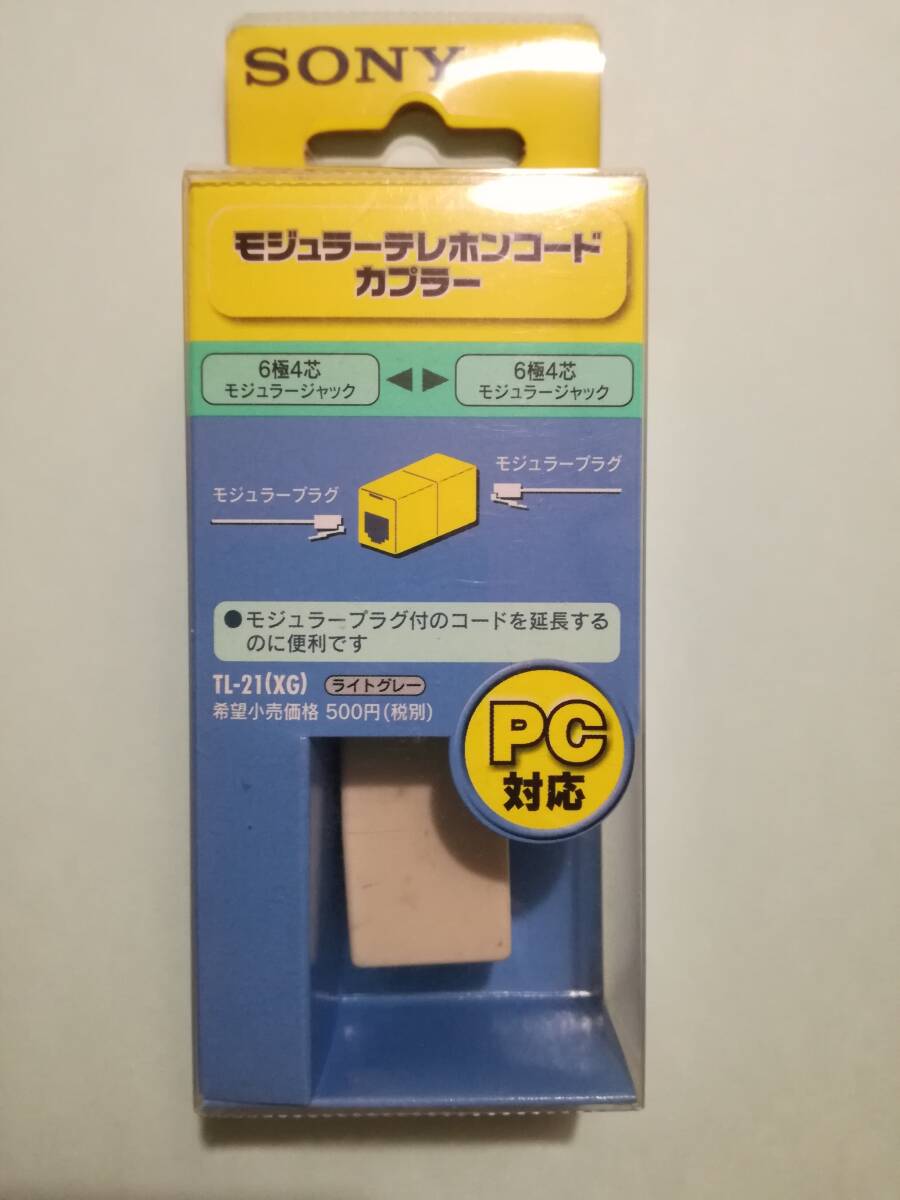 SONY
モジュラーテレホンコード
カプラー
6極4芯
モジュラージャック
6極4芯
モジュラージャック
モジュラープラグ
モジュラープラグ
●モジュラープラグ付のコードを延長する
のに便利です
TL-21(XG) ライトグレー
希望小売価格 500円(税別)
PC
対応